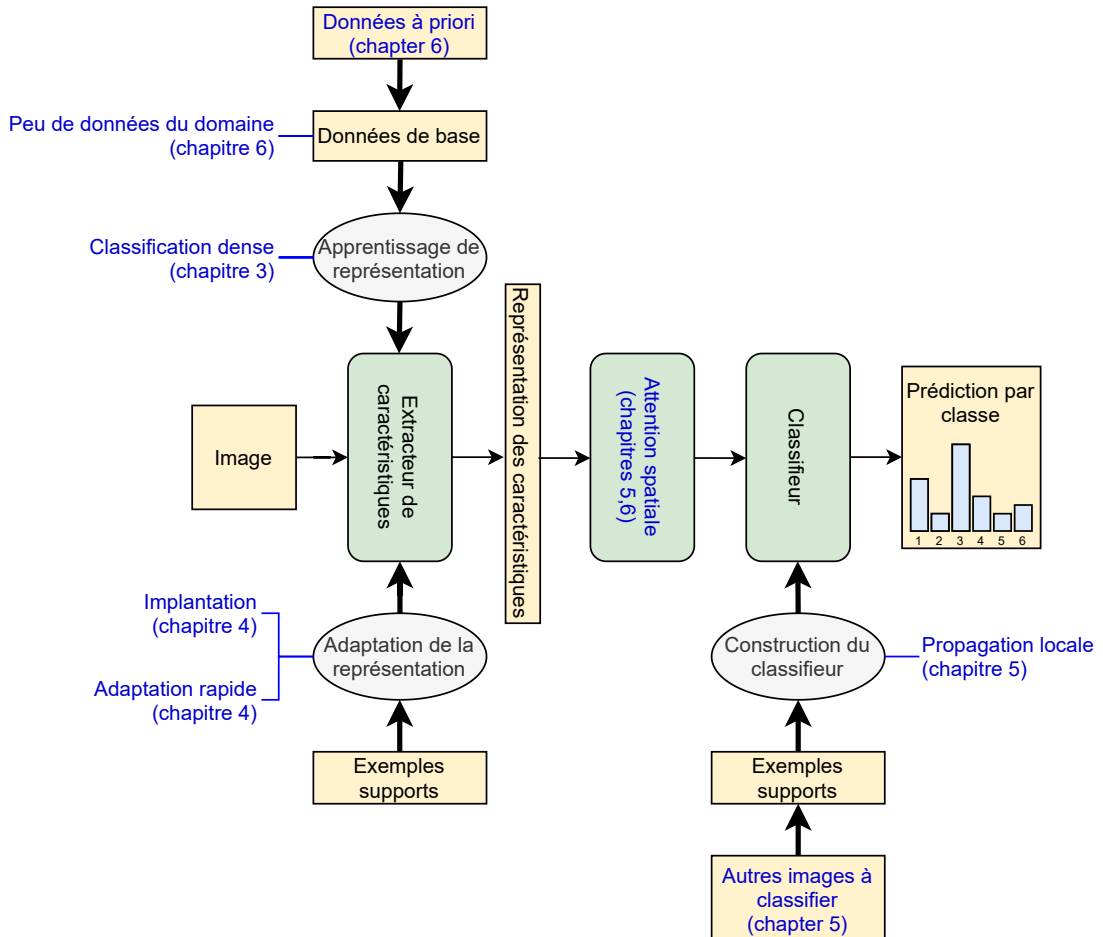 Données à priori
(chapter 6)
Peu de données du domaine
(chapitre 6)
Données de base
Classification dense
(chapitre 3)
Apprentissage de
représentation
Représentation des caractéristiques
Extracteur de
caractéristiques
Attention spatiale
(chapitres 5,6)
Classifieur
Prédiction par
classe
1 2 3 4 5 6
Image
Implantation
(chapitre 4)
Adaptation rapide
(chapitre 4)
Adaptation de la
représentation
Construction du
classifieur
Propagation locale
(chapitre 5)
Exemples
supports
Exemples
supports
Autres images à
classifier
(chapter 5)